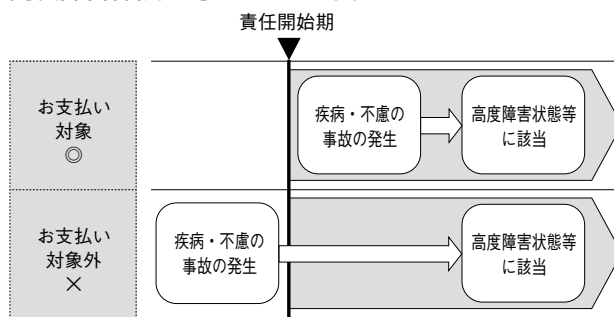 責任開始期
お支払い
対象
◎
疾病・不慮の
事故の発生
高度障害状態等
に該当
お支払い
対象外
×
疾病・不慮の
事故の発生
高度障害状態等
に該当